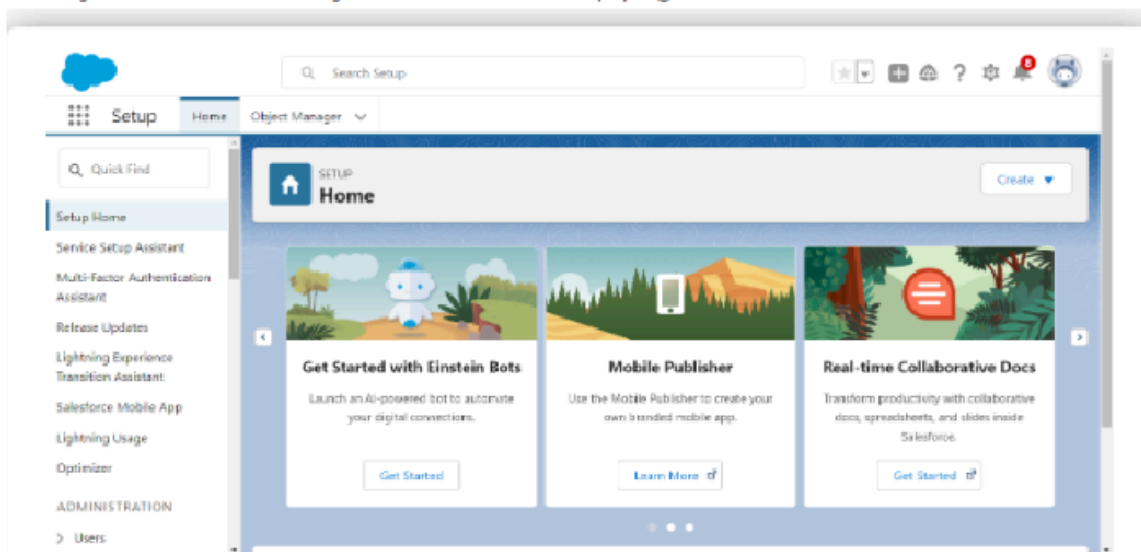 Search Setup
8
Setup
Home
Object Manager
Quick Find
SETUP
Home
Create
Setup Home
Service Setup Assistant
Multi-Factor Authentication
Assistant
Release Updates
Lightning Experience
Transition Assistant
Salesforce Mobile App
Lightning Usage
Optimizer
ADMINISTRATION
Users
Get Started with Einstein Bots
Launch an AI-powered bot to automate
your digital connections.
Get Started
Mobile Publisher
Use the Mobile Publisher to create your
own branded mobile app.
Learn More
Real-time Collaborative Docs
Transform productivity with collaborative
docs, spreadsheets, and slides inside
Salesforce.
Get Started